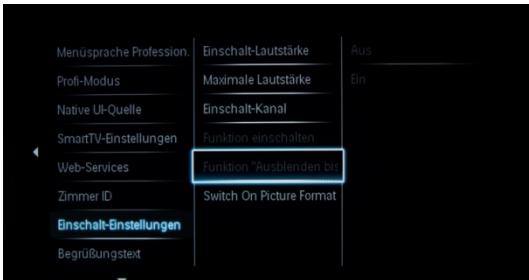 Menüsprache Profession.
Profi-Modus
Native UI-Quelle
SmartTV-Einstellungen
Web-Services
Zimmer ID
Einschalt-Einstellungen
Begrüßungstext
Einschalt-Lautstärke
Maximale Lautstärke
Einschalt-Kanal
Funktion einschalten
Funktion "Ausblenden bis
Switch On Picture Format
Aus
Ein